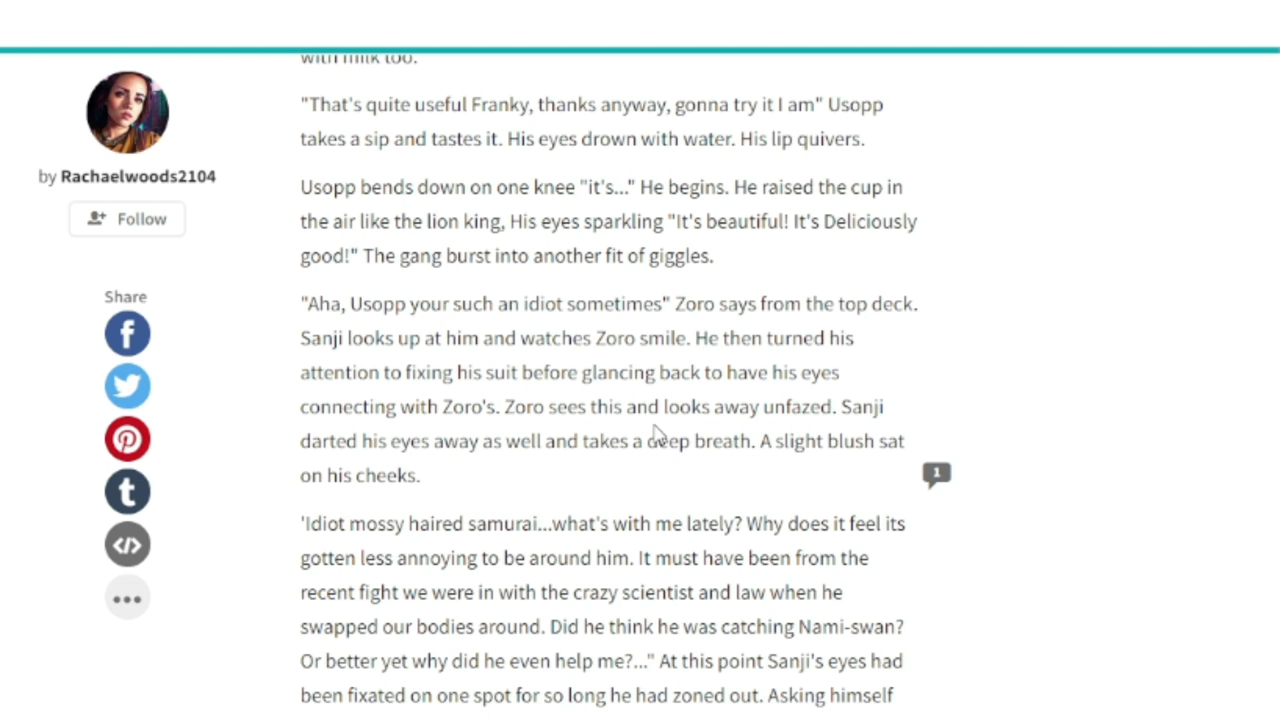 with milk too.
"That's quite useful Franky, thanks anyway, gonna try it I am" Usopp
takes a sip and tastes it. His eyes drown with water. His lip quivers.
Usopp bends down on one knee "it's..." He begins. He raised the cup in
the air like the lion king, His eyes sparkling "It's beautiful! It's Deliciously
good!" The gang burst into another fit of giggles.
"Aha, Usopp your such an idiot sometimes" Zoro says from the top deck.
Sanji looks up at him and watches Zoro smile. He then turned his
attention to fixing his suit before glancing back to have his eyes
connecting with Zoro's. Zoro sees this and looks away unfazed. Sanji
darted his eyes away as well and takes a deep breath. A slight blush sat
on his cheeks.
1
'Idiot mossy haired samurai...what's with me lately? Why does it feel its
gotten less annoying to be around him. It must have been from the
recent fight we were in with the crazy scientist and law when he
swapped our bodies around. Did he think he was catching Nami-swan?
Or better yet why did he even help me?..." At this point Sanji's eyes had
been fixated on one spot for so long he had zoned out. Asking himself
by Rachaelwoods2104
Follow
Share